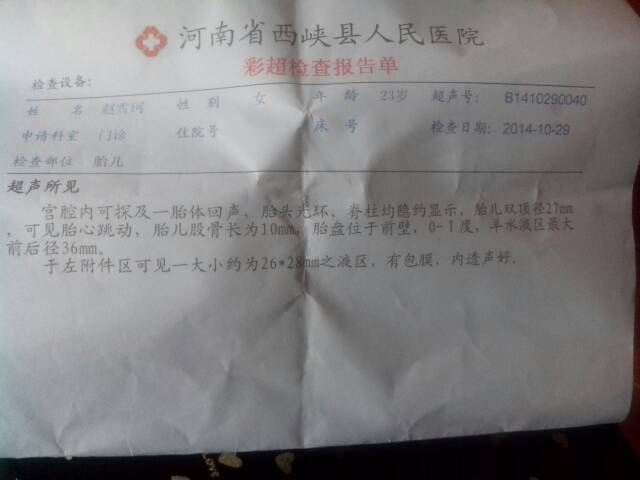 河南省西峡县人民医院
彩超检查报告单
检查设备:
姓 名 赵雪珂 性 别 女 年 龄 23岁 超声号: B1410290040
申请科室 门诊 住院号 床 号 检查日期: 2014-10-29
检查部位 胎儿
超声所见
宫腔内可探及一胎体回声, 胎头光环、脊柱均隐约显示, 胎儿双顶径27mm
, 可见胎心跳动, 胎儿股骨长为10mm, 胎盘位于前壁, 0-I度, 羊水液区最大
前后径36mm。
于左附件区可见一大小约为26*28mm之液区, 有包膜, 内透声好.
LOVE